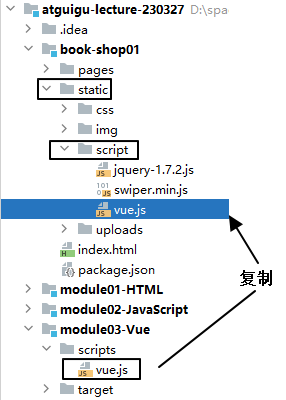 atguigu-lecture-230327 D:\spa
.idea
book-shop01
pages
static
css
img
script
jquery-1.7.2.js
swiper.min.js
vue.js
uploads
index.html
package.json
复制
module01-HTML
module02-JavaScript
module03-Vue
scripts
vue.js
target